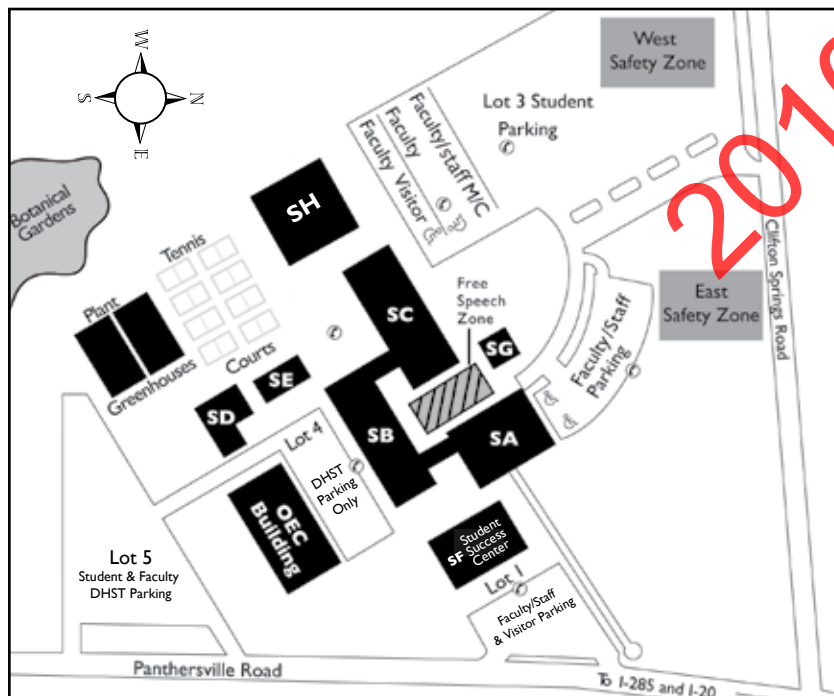 West
Safety Zone
2010
W
S
N
E
Lot 3 Student
Parking
Faculty/staff M/C
Faculty
Faculty Visitor
Botanical
Gardens
SH
Tennis
Courts
Plant
Greenhouses
Free
Speech
Zone
East
Safety Zone
Clifton Springs Road
SC
SG
Faculty/Staff
Parking
SE
SD
SB
SA
Lot 4
DHST
Parking
Only
OEC
Building
SF Student
Success
Center
Lot 5
Student & Faculty
DHST Parking
Lot 1
Faculty/Staff
& Visitor Parking
Panthersville Road
To I-285 and I-20